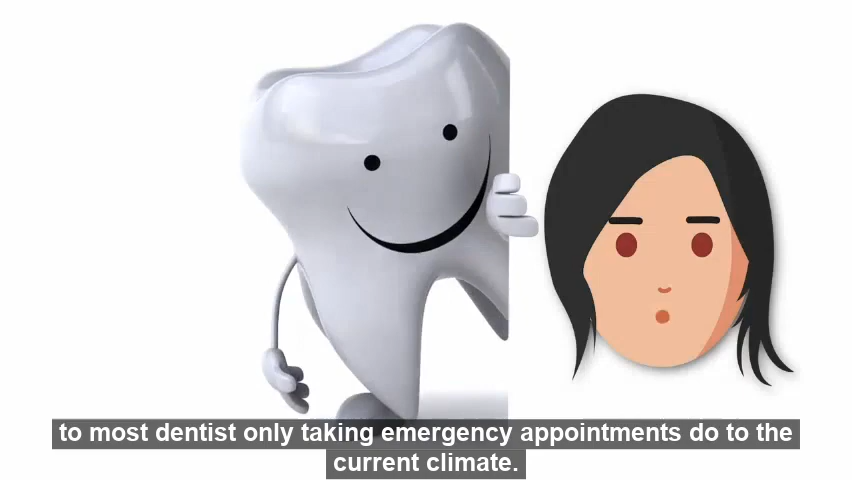 to most dentist only taking emergency appointments do to the
current climate.